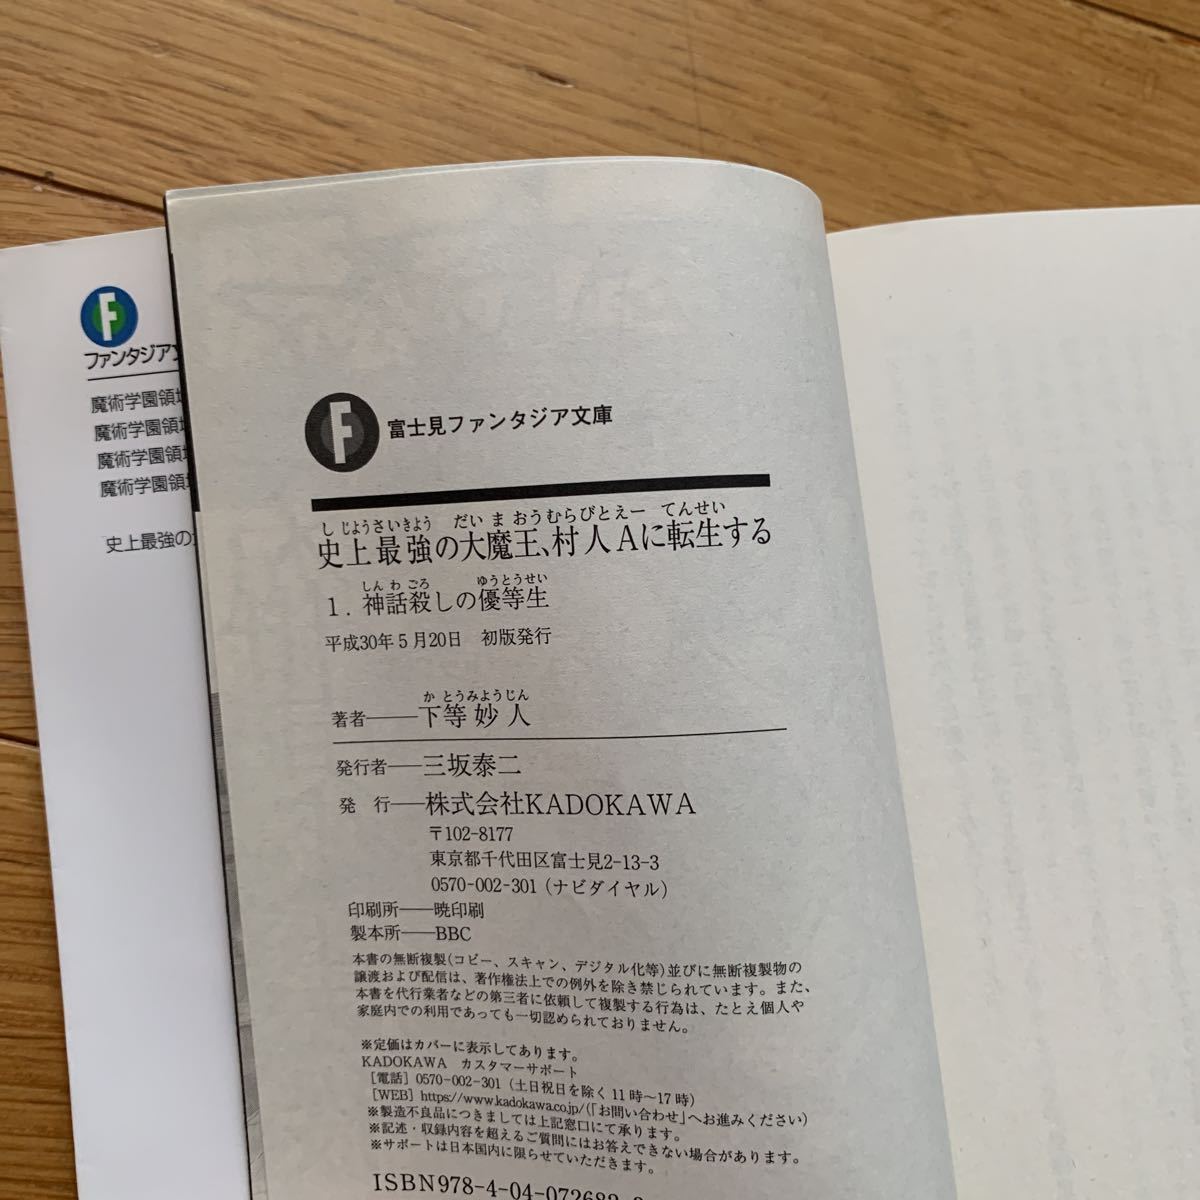 ファンタジア
魔術学園領
魔術学園領
魔術学園領
魔術学園領
史上最強の
富士見ファンタジア文庫
しじようさいきよう だいまおうむらびとえー てんせい
史上最強の大魔王、村人Aに転生する
しんわごろ ゆうとうせい
1. 神話殺しの優等生
平成30年5月20日 初版発行
かとうみようじん
著者――下等妙人
発行者――三坂泰二
発 行――株式会社KADOKAWA
〒102-8177
東京都千代田区富士見2-13-3
0570-002-301 (ナビダイヤル)
印刷所――暁印刷
製本所――BBC
本書の無断複製(コピー、スキャン、デジタル化等)並びに無断複製物の
譲渡および配信は、著作権法上での例外を除き禁じられています。また、
本書を代行業者などの第三者に依頼して複製する行為は、たとえ個人や
家庭内での利用であっても一切認められておりません。
※定価はカバーに表示してあります。
KADOKAWA カスタマーサポート
[電話] 0570-002-301 (土日祝日を除く11時～17時)
[WEB] https://www.kadokawa.co.jp/(「お問い合わせ」へお進みください)
※製造不良品につきましては上記窓口にて承ります。
※記述・収録内容を超えるご質問にはお答えできない場合があります。
※サポートは日本国内に限らせていただきます。
ISBN978-4-04-072682-